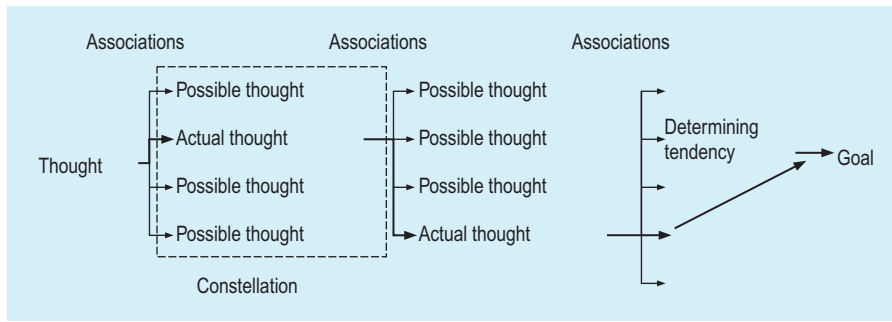 Associations
Associations
Associations
Possible thought
Possible thought
Actual thought
Possible thought
Determining
tendency
Thought
Goal
Possible thought
Possible thought
Possible thought
Actual thought
Constellation